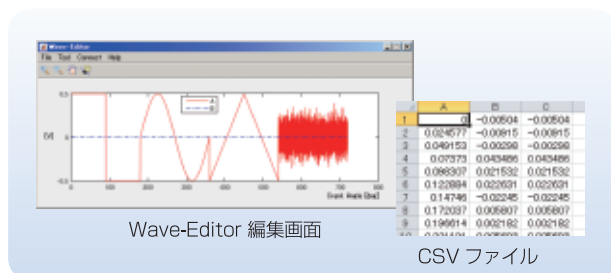 Wave-Editor
File Tool Connect Help
0.5
A
B
[V]
0
-0.5
0 100 200 300 400 500 600 700 800
Crank Angle [deg]
Wave-Editor 編集画面
A B C
1 0 -0.00504 -0.00504
2 0.024577 -0.00815 -0.00815
3 0.049153 -0.00298 -0.00298
4 0.07373 0.043486 0.043486
5 0.098307 0.021532 0.021532
6 0.122884 0.022631 0.022631
7 0.14746 -0.02245 -0.02245
8 0.172037 0.005807 0.005807
9 0.196614 0.002182 0.002182
CSV ファイル